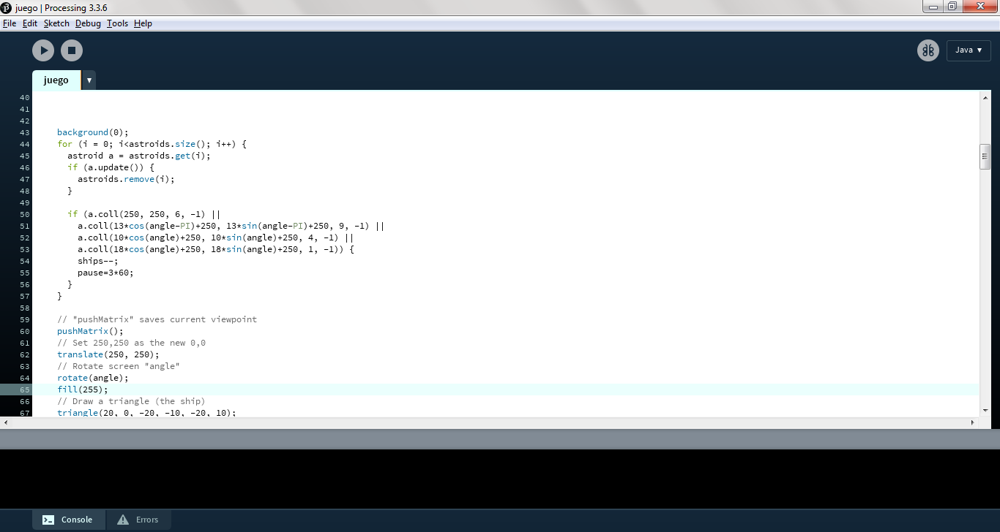 juego | Processing 3.3.6
File Edit Sketch Debug Tools Help
Java ▼
juego ▼
40
41
42
43 background(0);
44 for (i = 0; i<astroids.size(); i++) {
45 astroid a = astroids.get(i);
46 if (a.update()) {
47 astroids.remove(i);
48 }
49
50 if (a.coll(250, 250, 6, -1) ||
51 a.coll(13*cos(angle-PI)+250, 13*sin(angle-PI)+250, 9, -1) ||
52 a.coll(10*cos(angle)+250, 10*sin(angle)+250, 4, -1) ||
53 a.coll(18*cos(angle)+250, 18*sin(angle)+250, 1, -1)) {
54 ships--;
55 pause=3*60;
56 }
57 }
58
59 // "pushMatrix" saves current viewpoint
60 pushMatrix();
61 // Set 250,250 as the new 0,0
62 translate(250, 250);
63 // Rotate screen "angle"
64 rotate(angle);
65 fill(255);
66 // Draw a triangle (the ship)
67 triangle(20, 0, -20, -10, -20, 10);
Console Errors